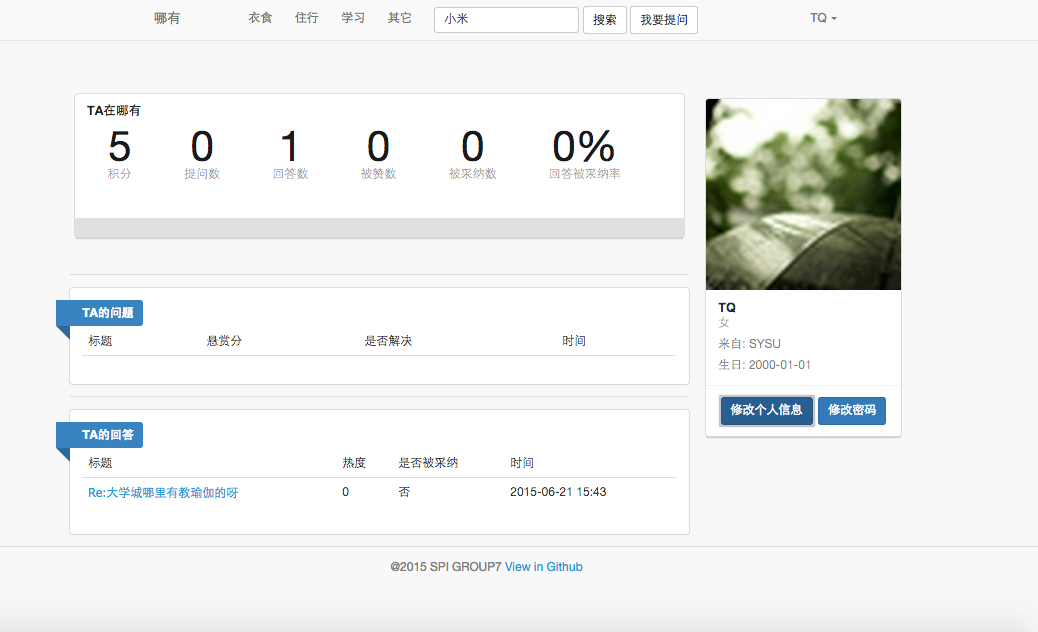 哪有 衣食 住行 学习 其它 小米 搜索 我要提问 TQ
TA在哪有
5 0 1 0 0 0%
积分 提问数 回答数 被赞数 被采纳数 回答被采纳率
TA的问题
标题 悬赏分 是否解决 时间
TA的回答
标题 热度 是否被采纳 时间
Re:大学城哪里有教瑜伽的呀 0 否 2015-06-21 15:43
TQ
女
来自: SYSU
生日: 2000-01-01
修改个人信息 修改密码
@2015 SPI GROUP7 View in Github